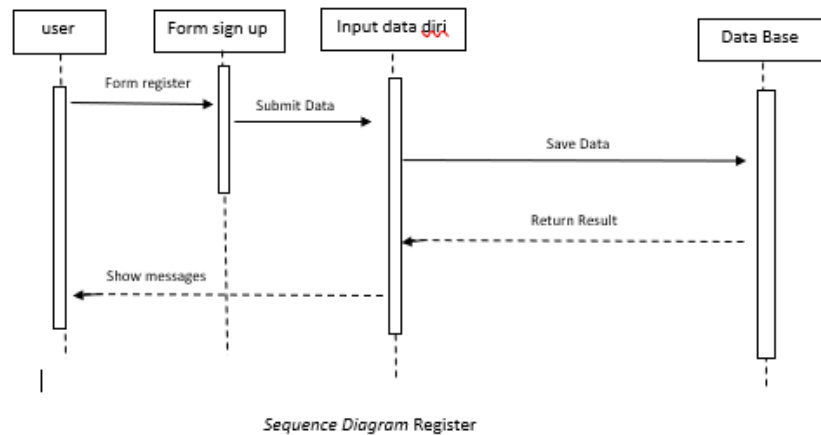 user
Form sign up
Input data diri
Data Base
Form register
Submit Data
Save Data
Return Result
Show messages
Sequence Diagram Register